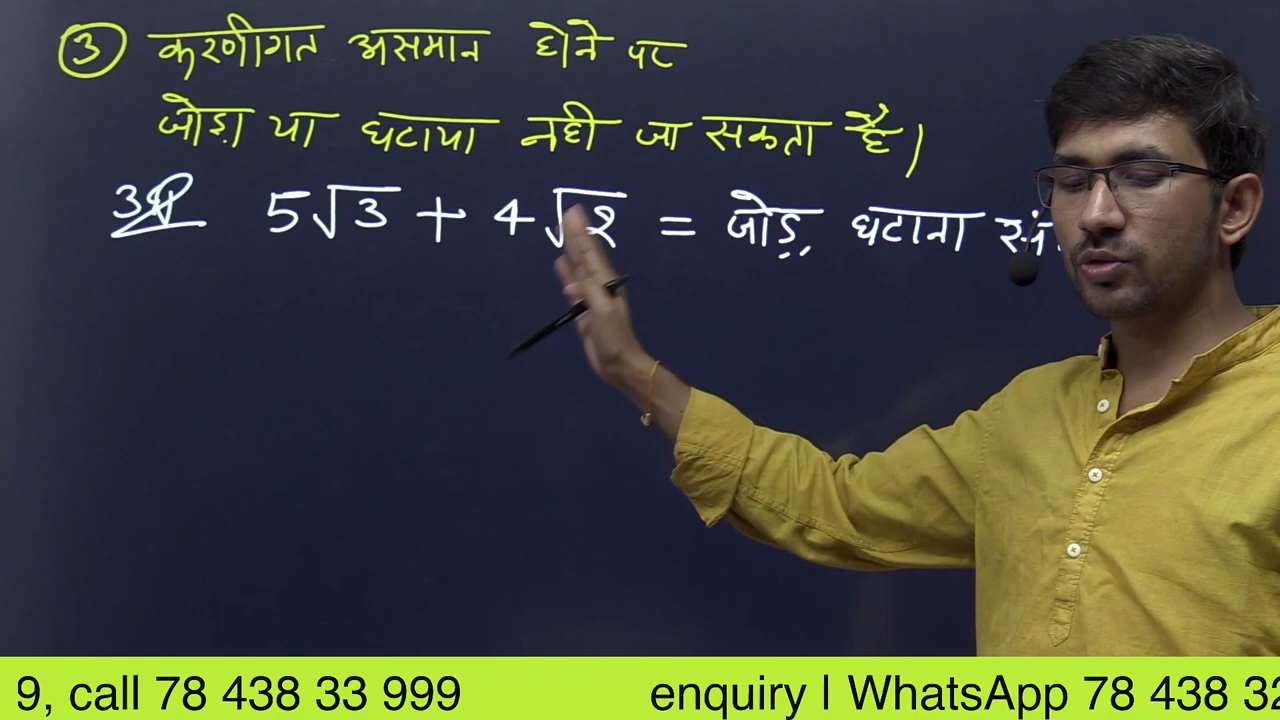 ③ करणीगत असमान होने पर
जोड़ा या घटाया नही जा सकता है।
5√3 + 4√2 = जोड़, घटाना
9, call 78 438 33 999 enquiry | WhatsApp 78 438 32